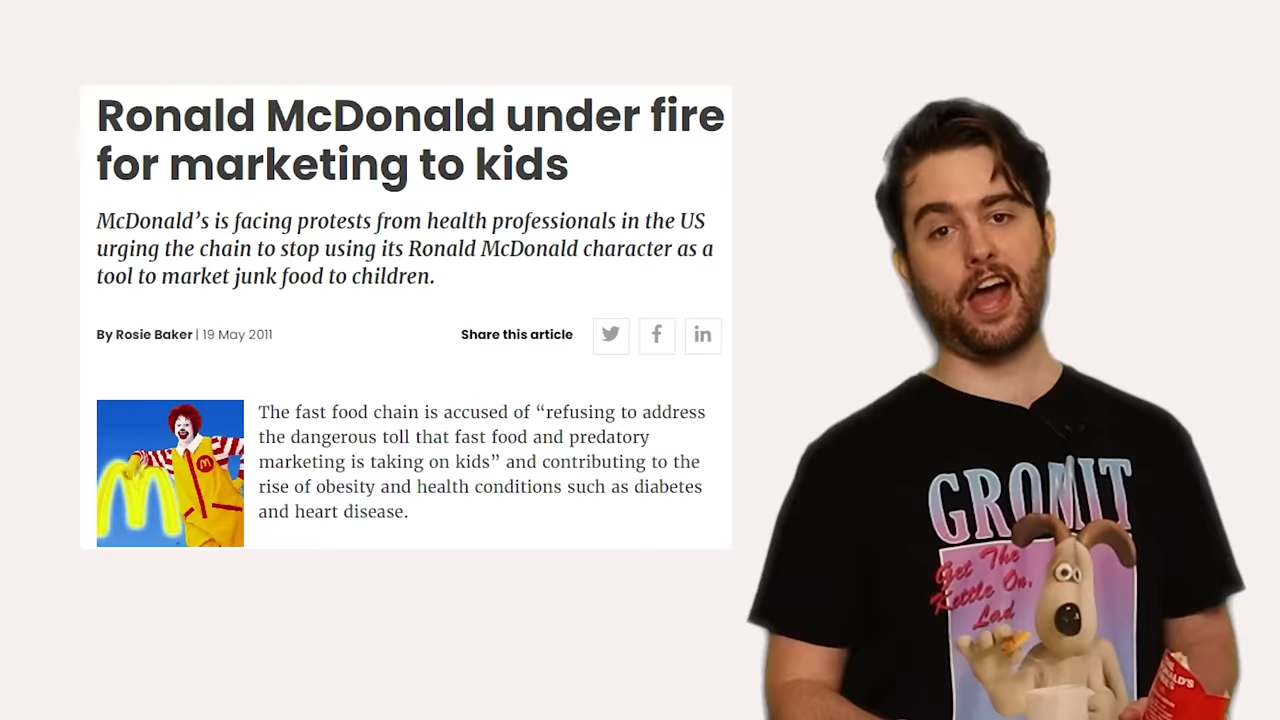 Ronald McDonald under fire
for marketing to kids
McDonald’s is facing protests from health professionals in the US
urging the chain to stop using its Ronald McDonald character as a
tool to market junk food to children.
By Rosie Baker | 19 May 2011
Share this article
The fast food chain is accused of “refusing to address
the dangerous toll that fast food and predatory
marketing is taking on kids” and contributing to the
rise of obesity and health conditions such as diabetes
and heart disease.
GROMIT
Get The
Kettle On,
Lad